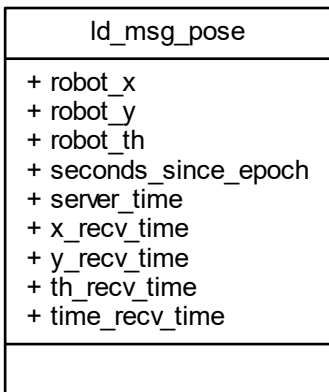 ld_msg_pose
+ robot_x
+ robot_y
+ robot_th
+ seconds_since_epoch
+ server_time
+ x_recv_time
+ y_recv_time
+ th_recv_time
+ time_recv_time